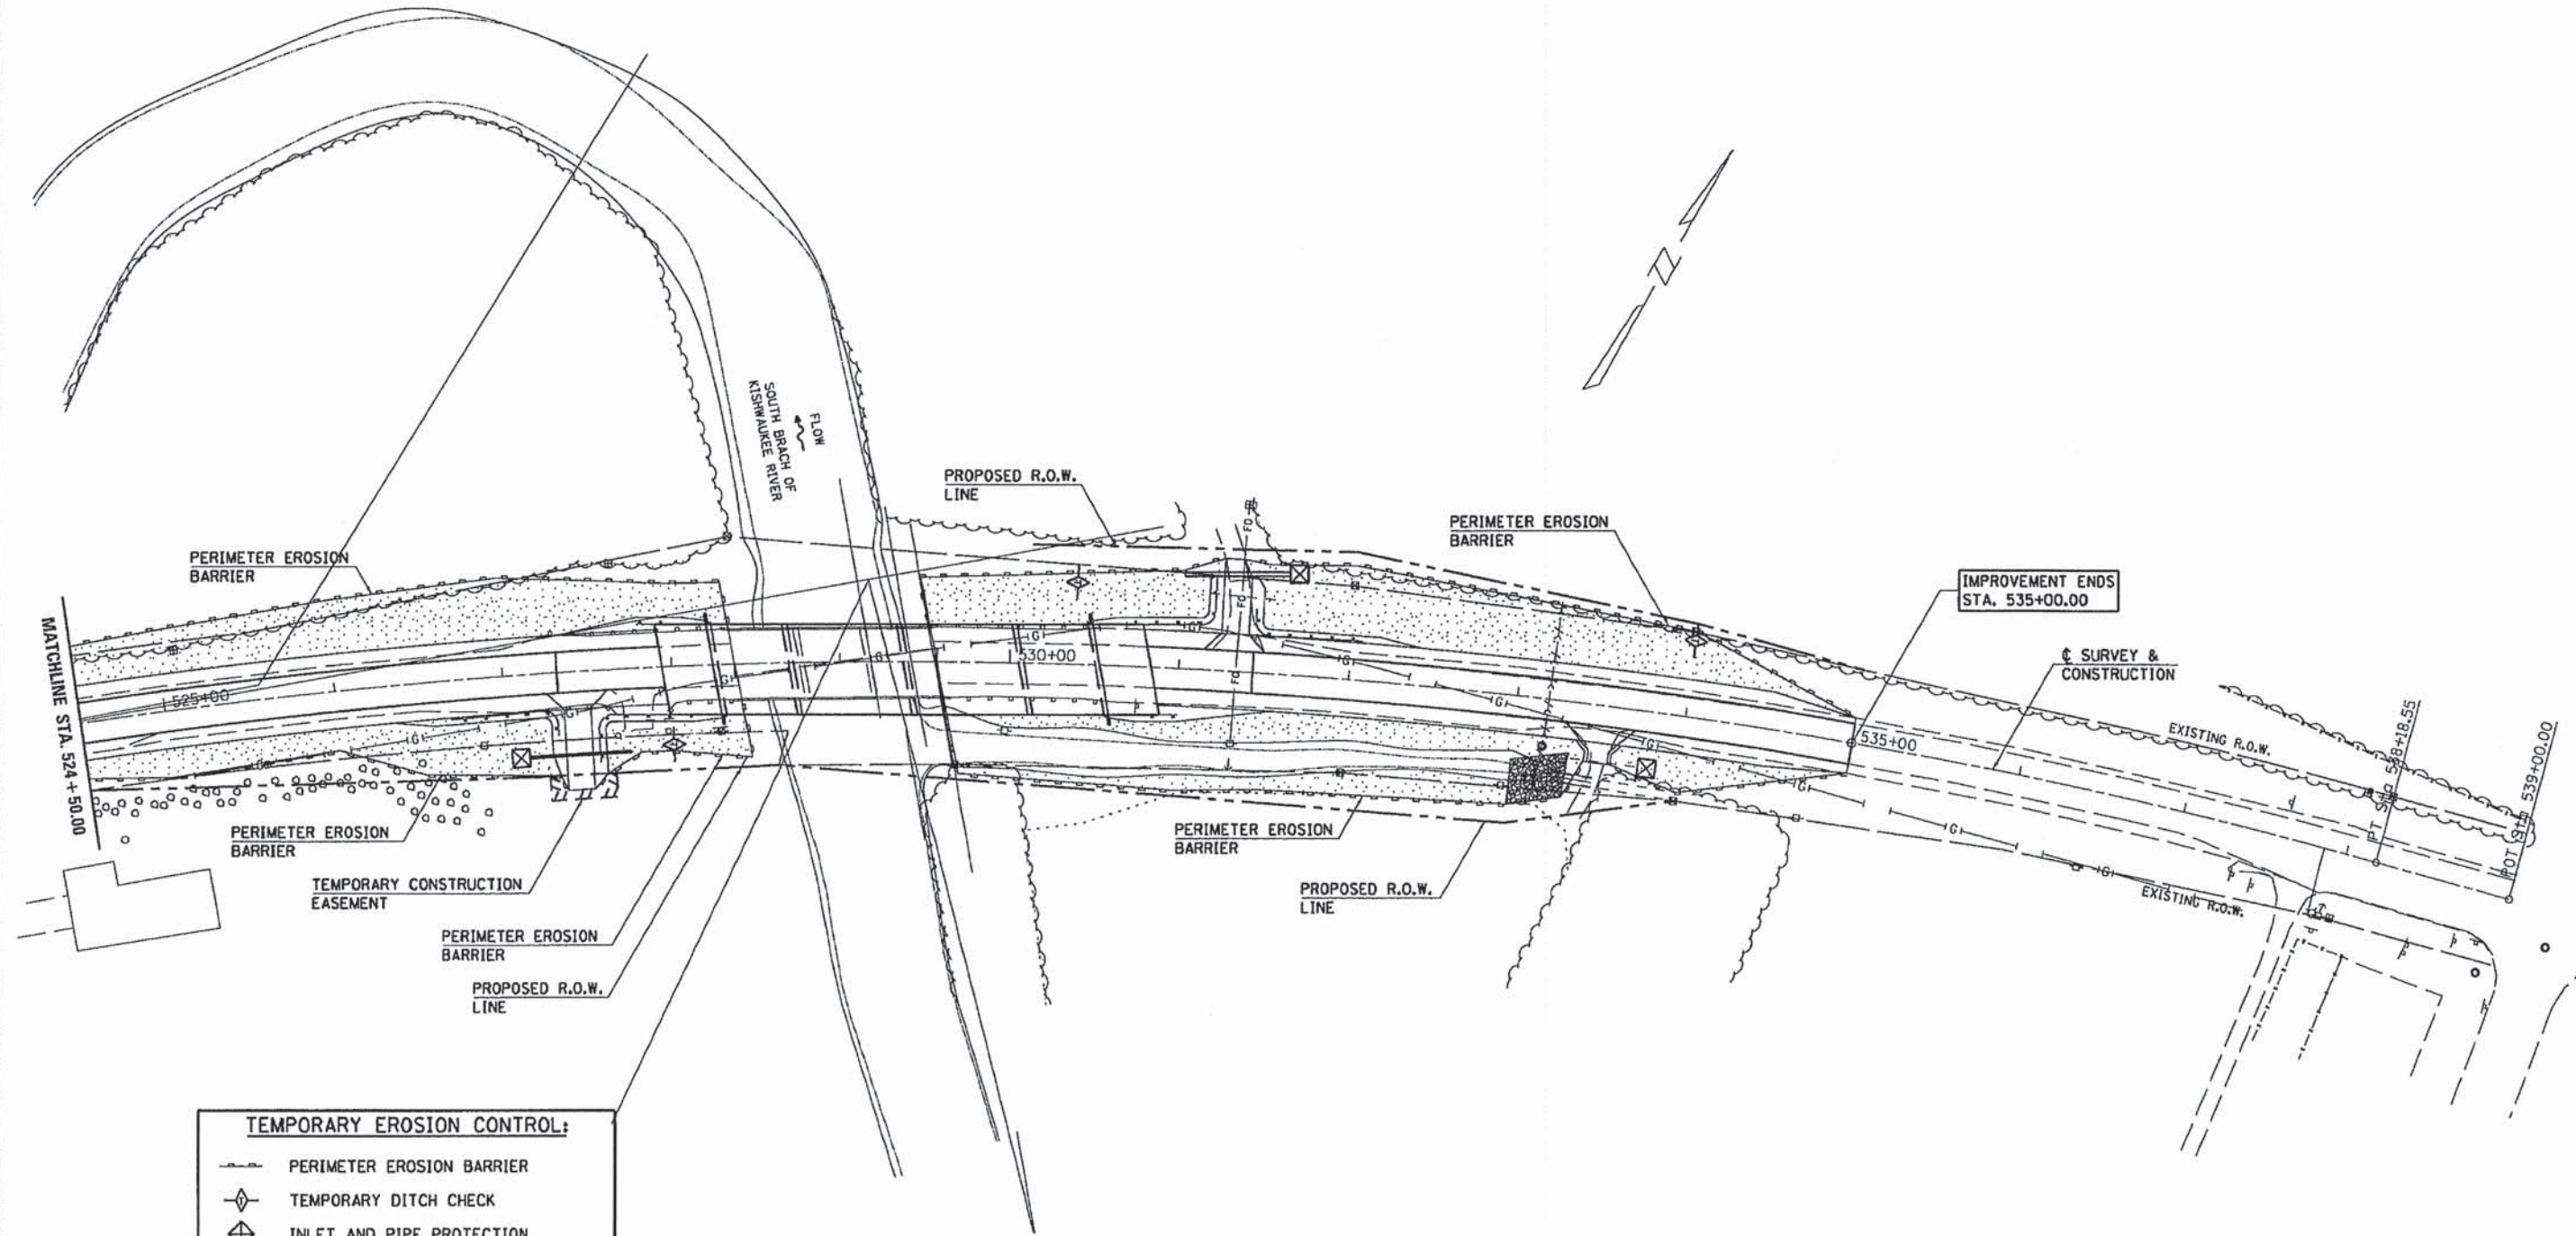 FLOW
SOUTH BRACH OF
KISHWAUKEE RIVER
PROPOSED R.O.W.
LINE
PERIMETER EROSION
BARRIER
PERIMETER EROSION
BARRIER
IMPROVEMENT ENDS
STA. 535+00.00
MATCHLINE STA. 524+50.00
525+00
530+00
535+00
℄ SURVEY &
CONSTRUCTION
EXISTING R.O.W.
PT Sta 538+18.55
POT Sta 539+00.00
EXISTING R.O.W.
PERIMETER EROSION
BARRIER
TEMPORARY CONSTRUCTION
EASEMENT
PERIMETER EROSION
BARRIER
PROPOSED R.O.W.
LINE
PERIMETER EROSION
BARRIER
PROPOSED R.O.W.
LINE
FO
FO
FO
G
G
G
G
G
G
G
G
G
G
G
G
TEMPORARY EROSION CONTROL:
PERIMETER EROSION BARRIER
TEMPORARY DITCH CHECK
INLET AND PIPE PROTECTION